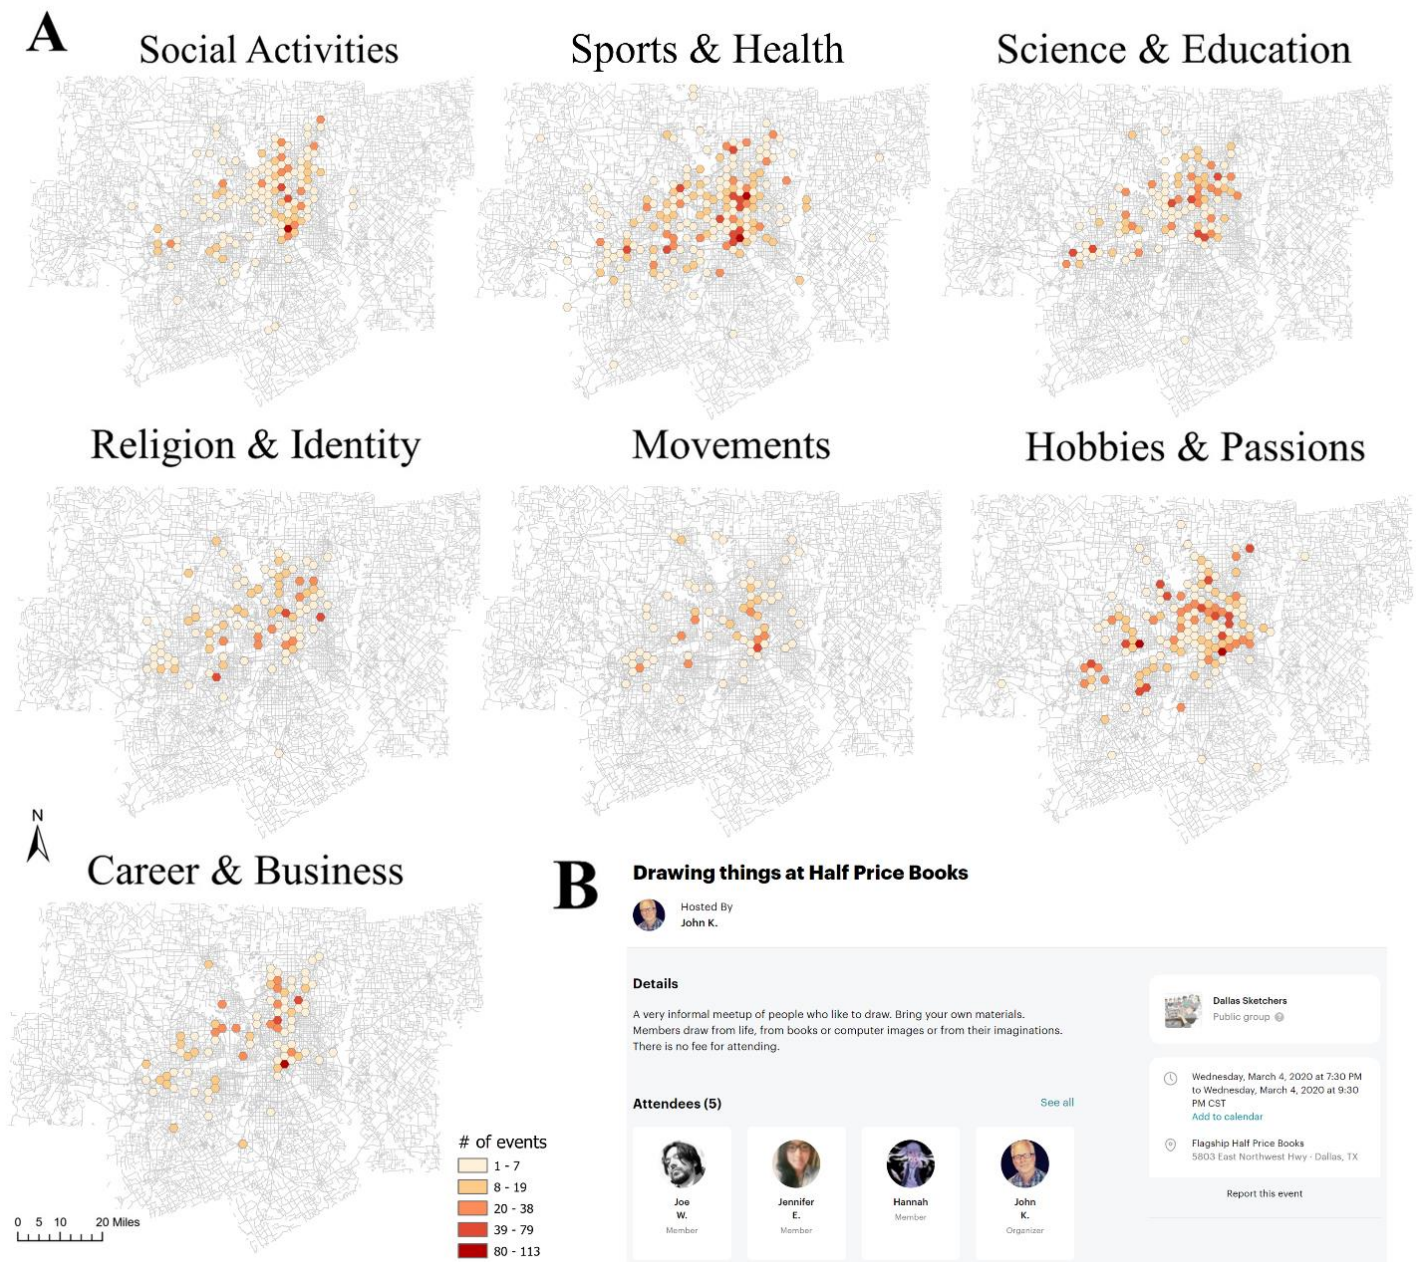 A
Social Activities
Sports & Health
Science & Education
Religion & Identity
Movements
Hobbies & Passions
N
Career & Business
# of events
1 - 7
8 - 19
20 - 38
39 - 79
80 - 113
0 5 10 20 Miles
B
Drawing things at Half Price Books
Hosted By
John K.
Details
A very informal meetup of people who like to draw. Bring your own materials.
Members draw from life, from books or computer images or from their imaginations.
There is no fee for attending.
Attendees (5)
See all
Joe
W.
Member
Jennifer
E.
Member
Hannah
Member
John
K.
Organizer
Dallas Sketchers
Public group ?
Wednesday, March 4, 2020 at 7:30 PM
to Wednesday, March 4, 2020 at 9:30
PM CST
Add to calendar
Flagship Half Price Books
5803 East Northwest Hwy - Dallas, TX
Report this event